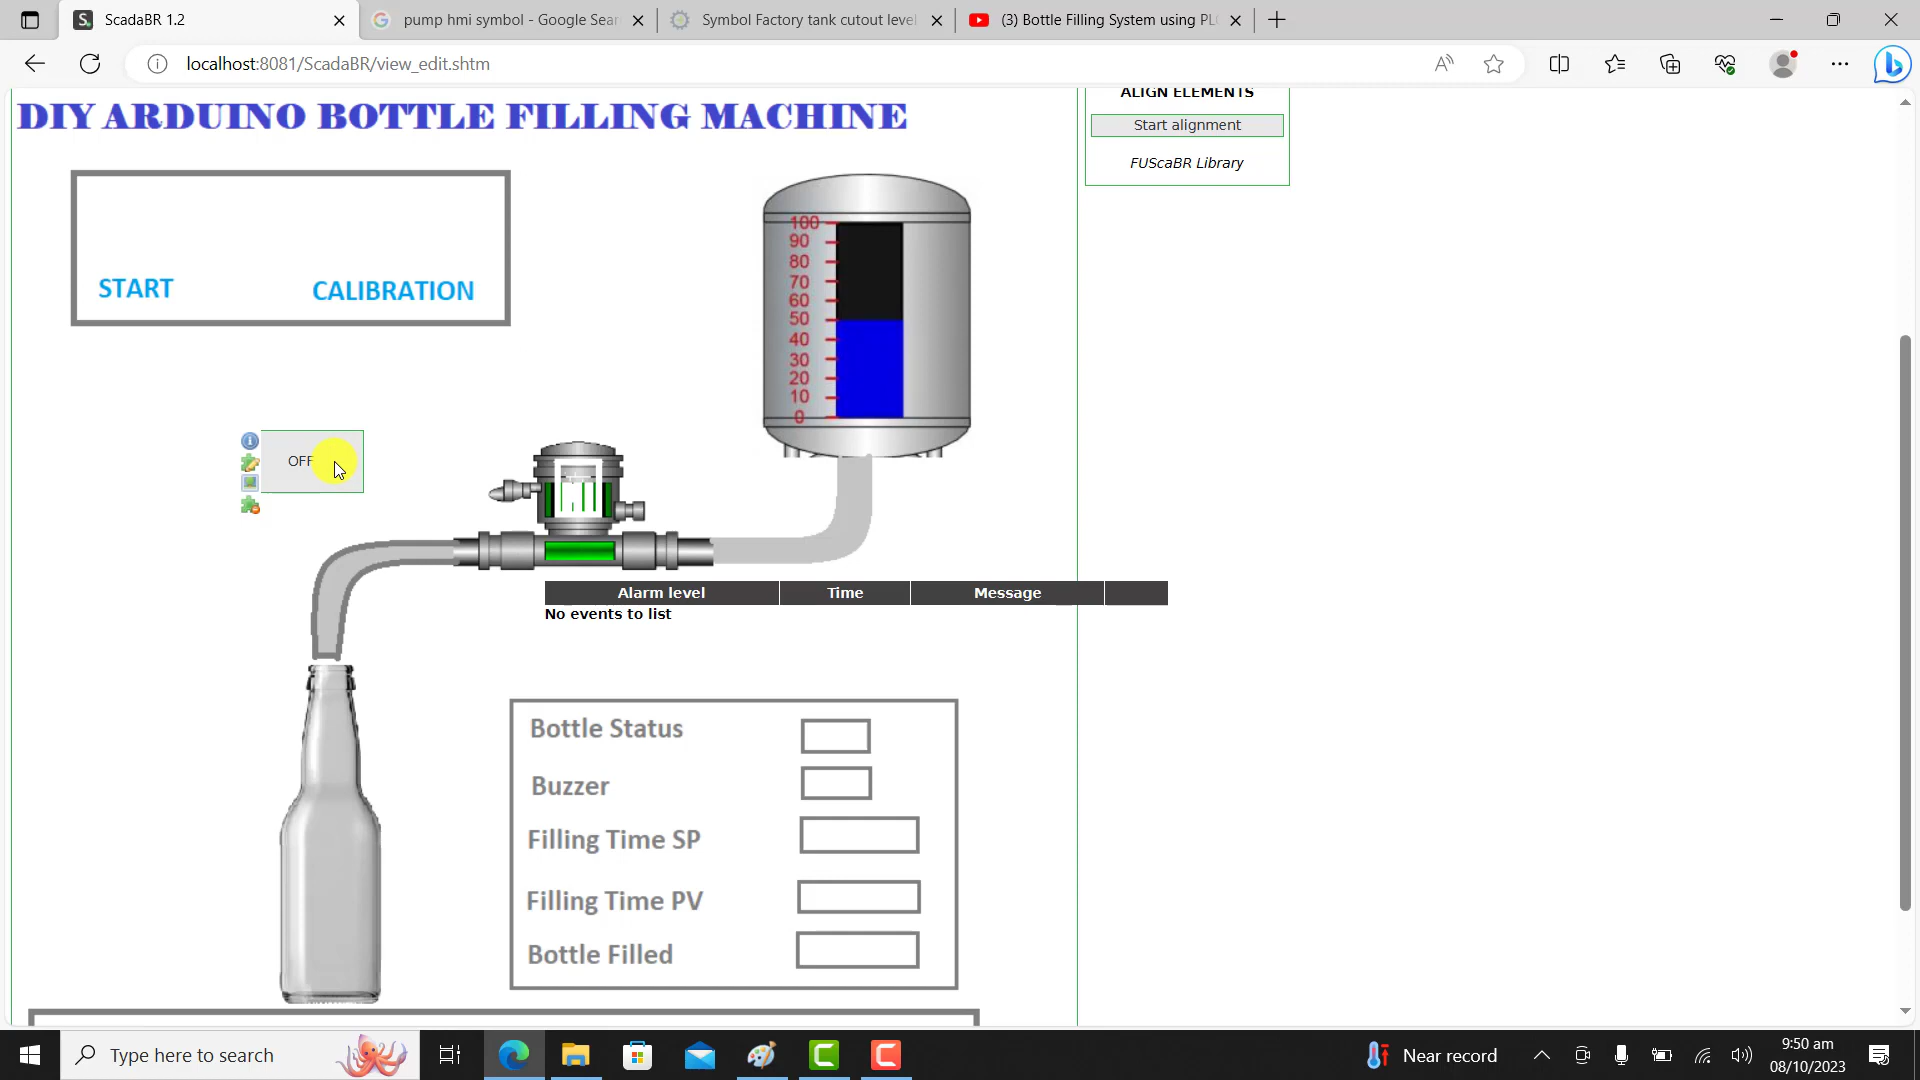 ScadaBR 1.2
pump hmi symbol - Google Sear
Symbol Factory tank cutout level
(3) Bottle Filling System using PL
localhost:8081/ScadaBR/view_edit.shtm
DIY ARDUINO BOTTLE FILLING MACHINE
ALIGN ELEMENTS
Start alignment
FUScaBR Library
START
CALIBRATION
100
90
80
70
60
50
40
30
20
10
0
OFF
Alarm level
Time
Message
No events to list
Bottle Status
Buzzer
Filling Time SP
Filling Time PV
Bottle Filled
Type here to search
Near record
9:50 am
08/10/2023